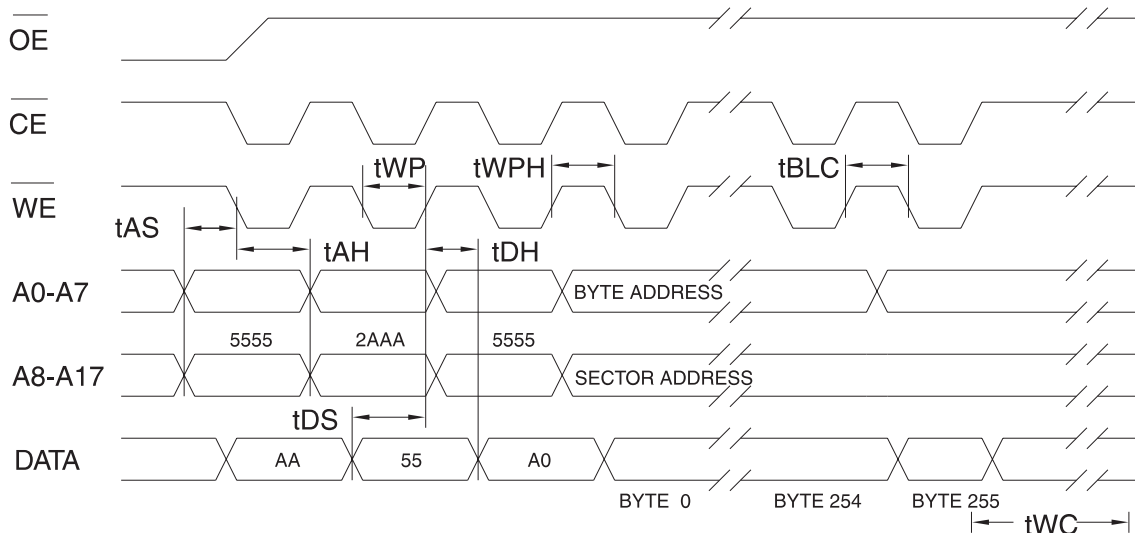 OE
CE
tWP tWPH tBLC
WE
tAS
tAH tDH
A0-A7 BYTE ADDRESS
5555 2AAA 5555
A8-A17 SECTOR ADDRESS
tDS
DATA AA 55 A0
BYTE 0 BYTE 254 BYTE 255
tWC